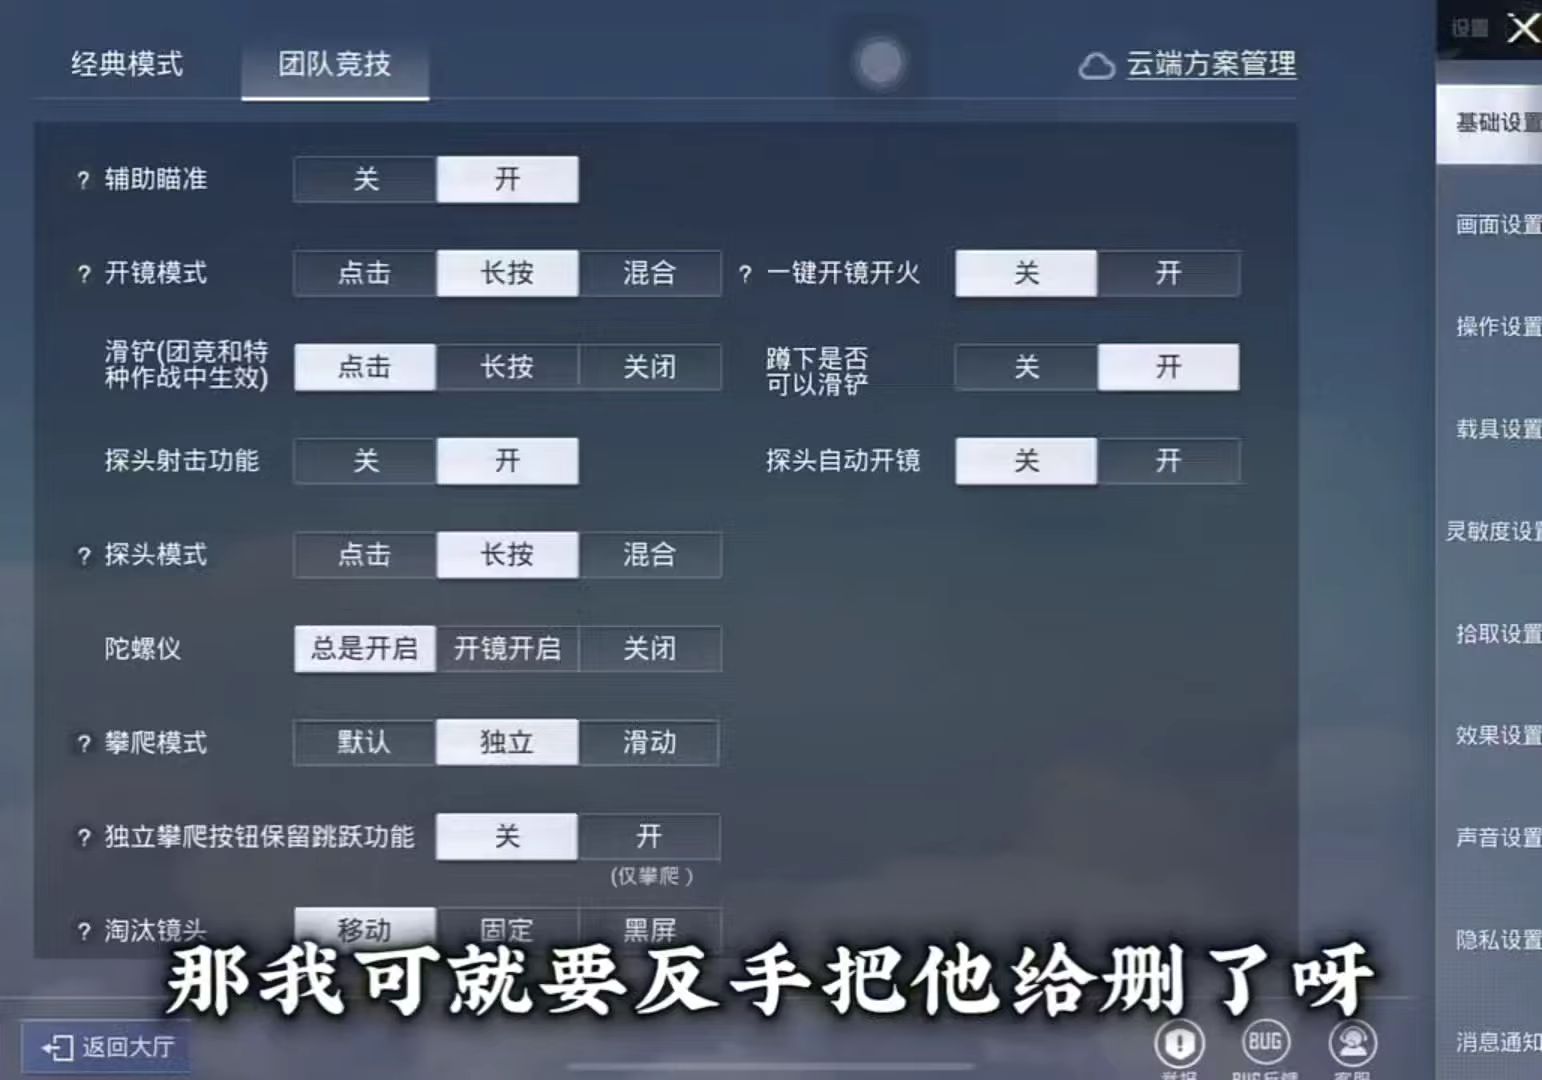 经典模式
团队竞技
云端方案管理
设置
基础设置
? 辅助瞄准 关 开
画面设置
? 开镜模式 点击 长按 混合 ? 一键开镜开火 关 开
操作设置
滑铲(团竞和特
种作战中生效) 点击 长按 关闭
蹲下是否
可以滑铲 关 开
载具设置
探头射击功能 关 开 探头自动开镜 关 开
灵敏度设置
? 探头模式 点击 长按 混合
拾取设置
陀螺仪 总是开启 开镜开启 关闭
效果设置
? 攀爬模式 默认 独立 滑动
声音设置
? 独立攀爬按钮保留跳跃功能 关 开
(仅攀爬)
? 淘汰镜头 移动 固定 黑屏
隐私设置
那我可就要反手把他给删了呀
返回大厅
BUG
举报 BUG反馈 客服
消息通知